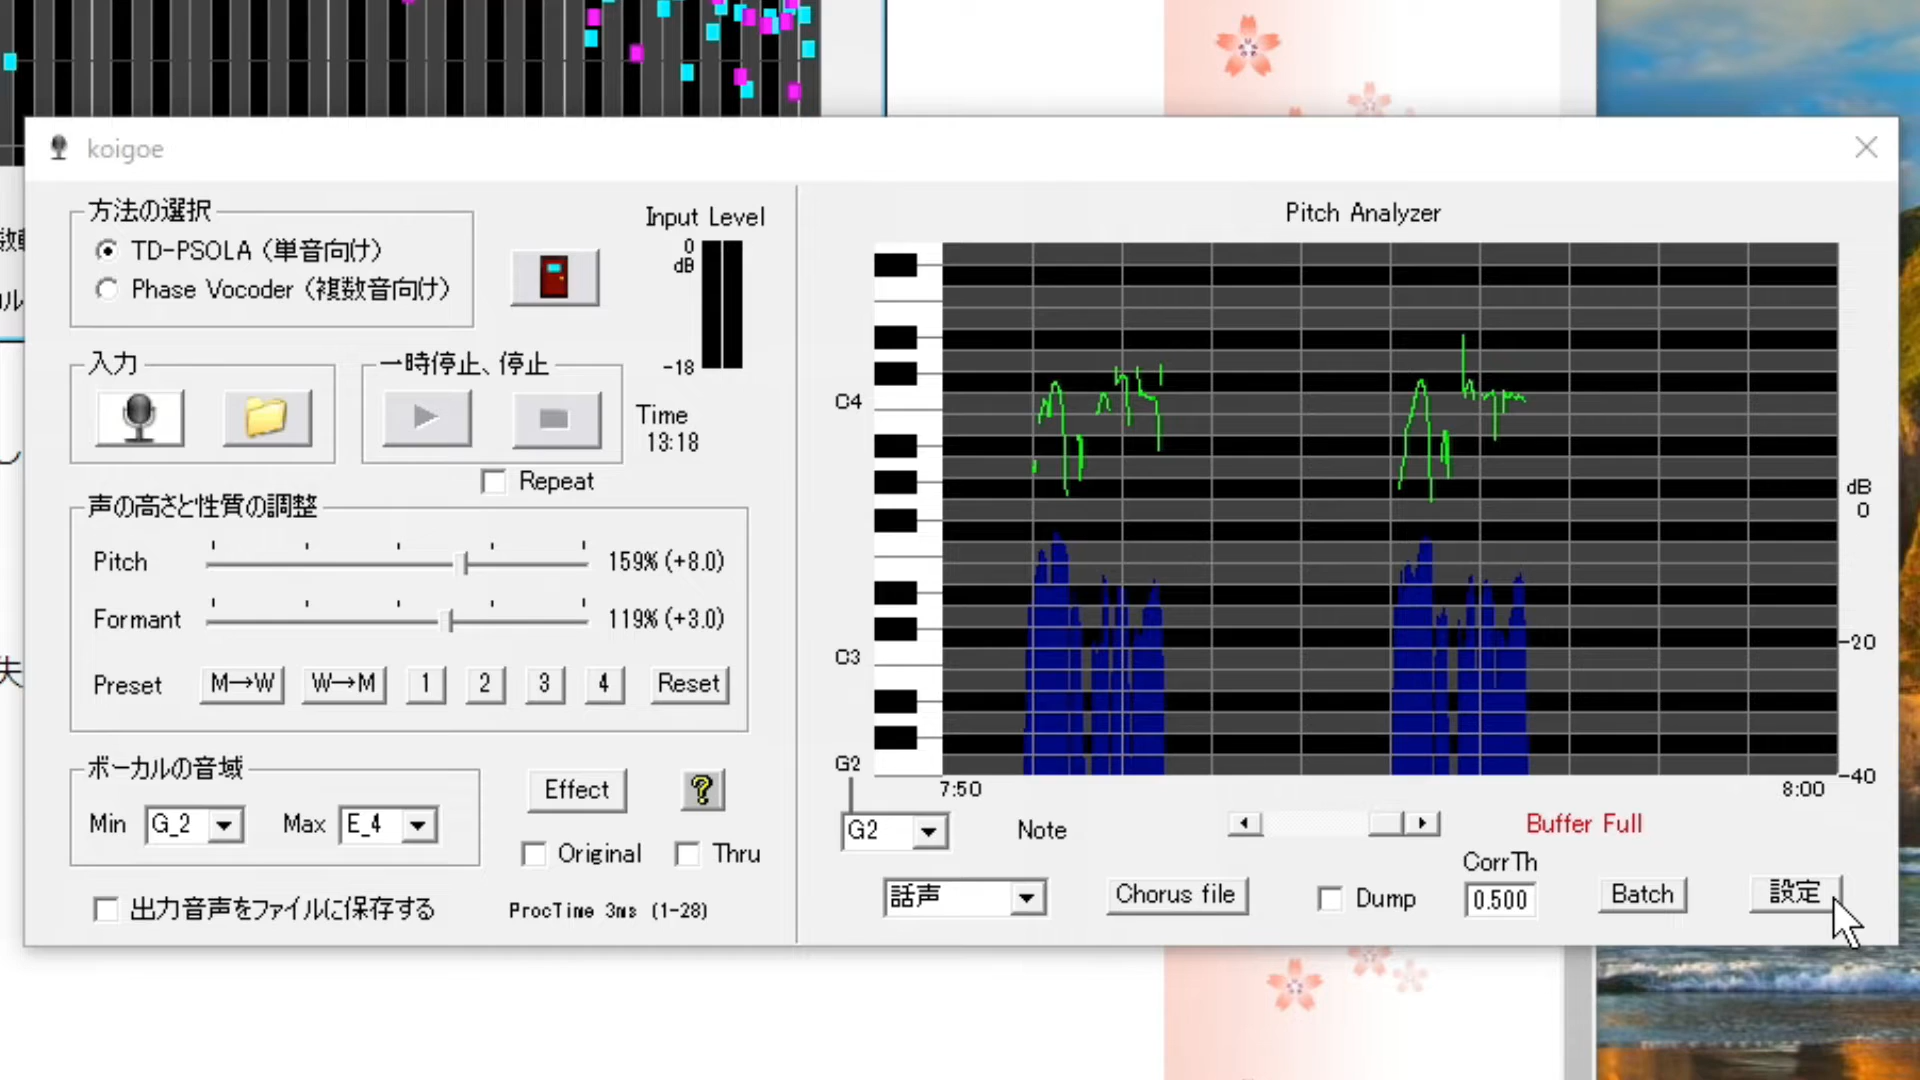 koigoe
方法の選択
TD-PSOLA (単音向け)
Phase Vocoder (複数音向け)
Input Level
0
dB
-18
入力
一時停止、停止
Time
13:18
Repeat
声の高さと性質の調整
Pitch
159% (+8.0)
Formant
119% (+3.0)
Preset
M→W
W→M
1
2
3
4
Reset
ボーカルの音域
Min
G_2
Max
E_4
Effect
?
Original
Thru
出力音声をファイルに保存する
ProcTime 3ms (1-28)
Pitch Analyzer
C4
C3
G2
dB
0
-20
-40
7:50
8:00
G2
Note
Buffer Full
話声
Chorus file
Dump
CorrTh
0.500
Batch
設定